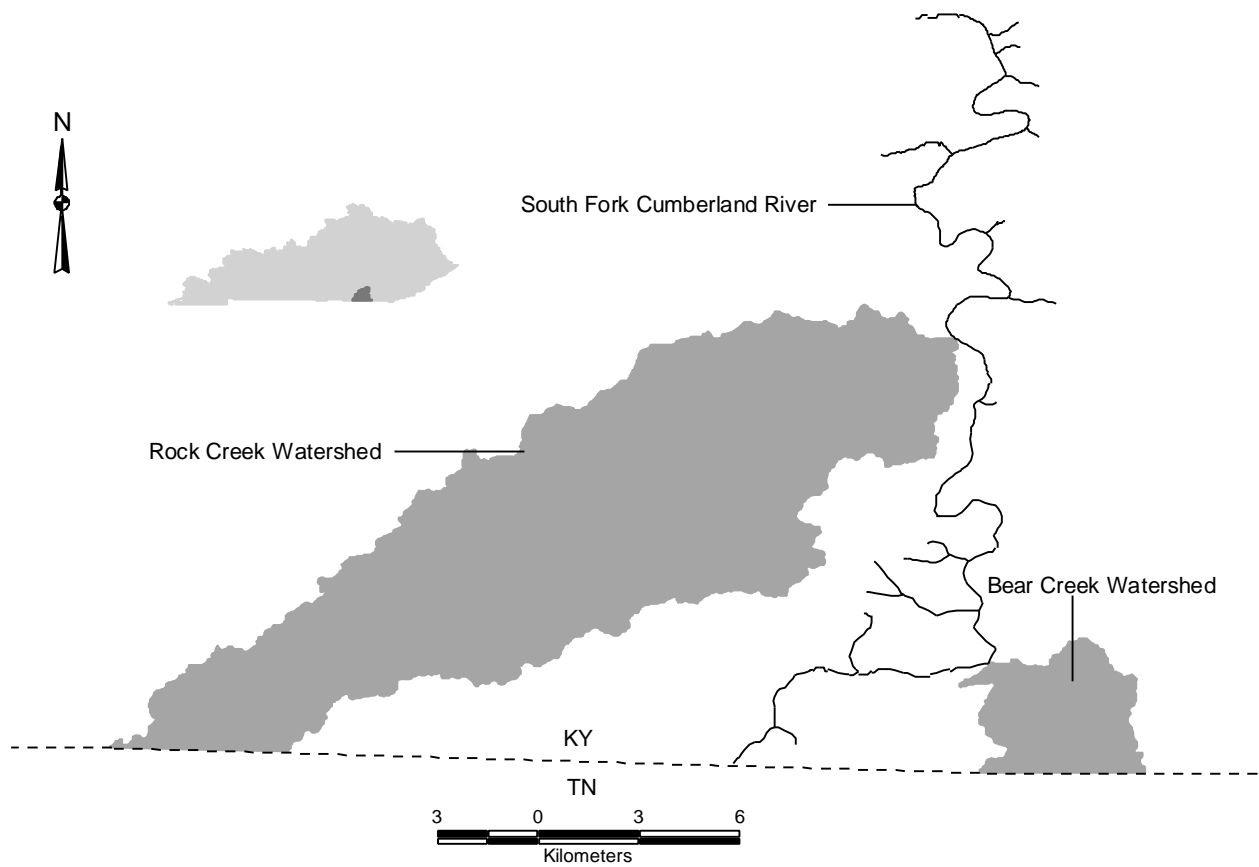 N
South Fork Cumberland River
Rock Creek Watershed
Bear Creek Watershed
KY
TN
3 0 3 6
Kilometers